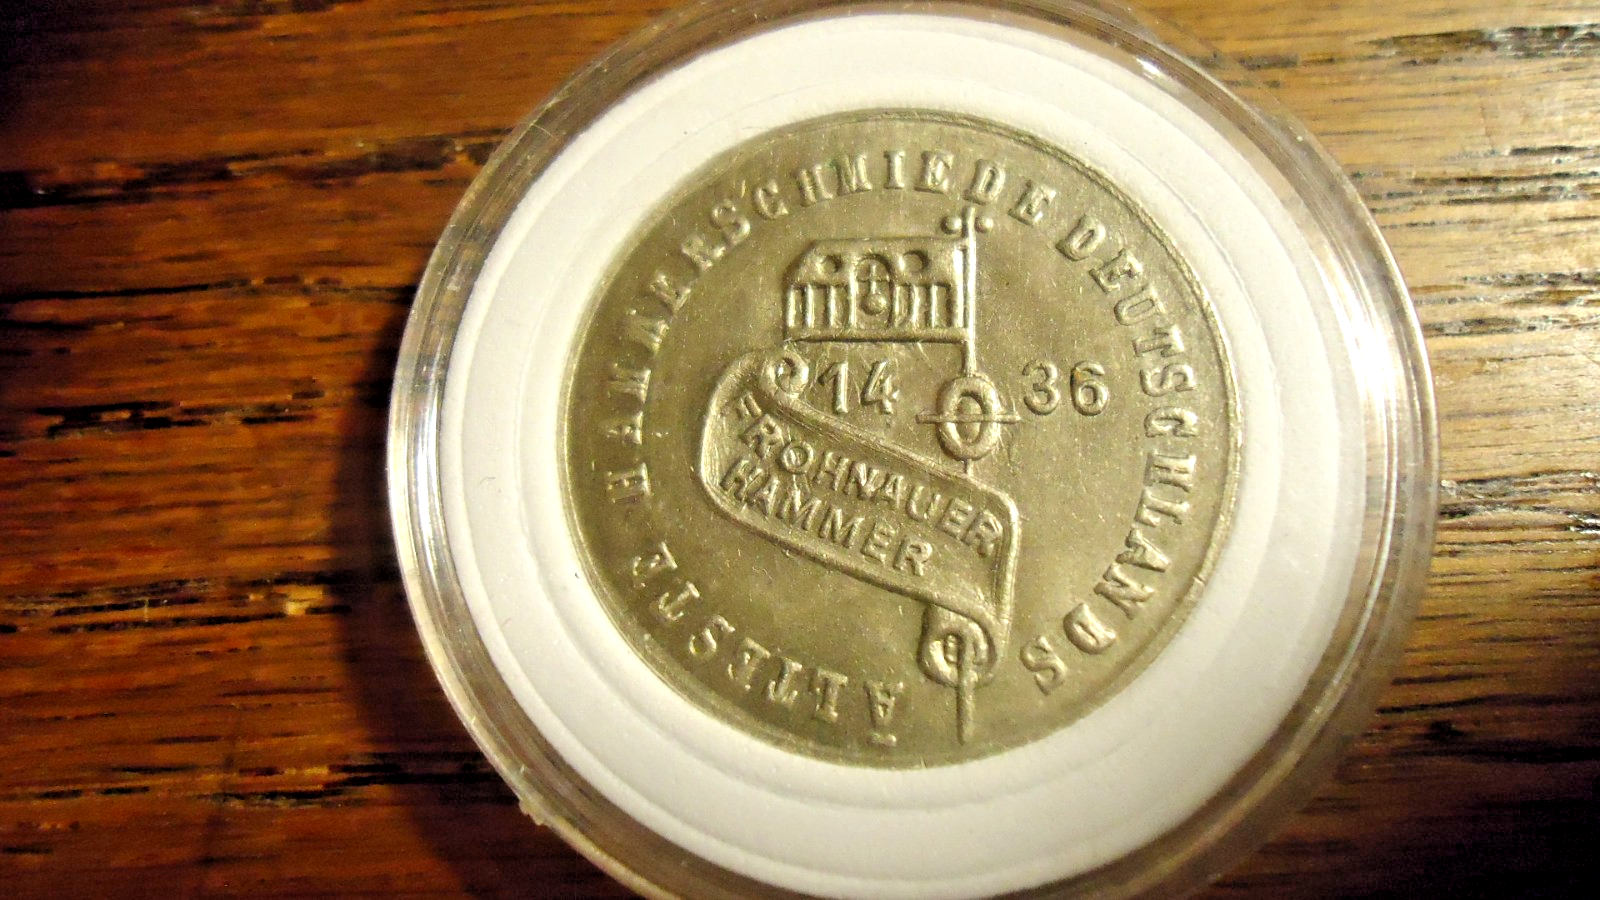 ÄLTESTE HAMMERSCHMIEDE DEUTSCHLANDS
14 36
FROHNAUER
HAMMER